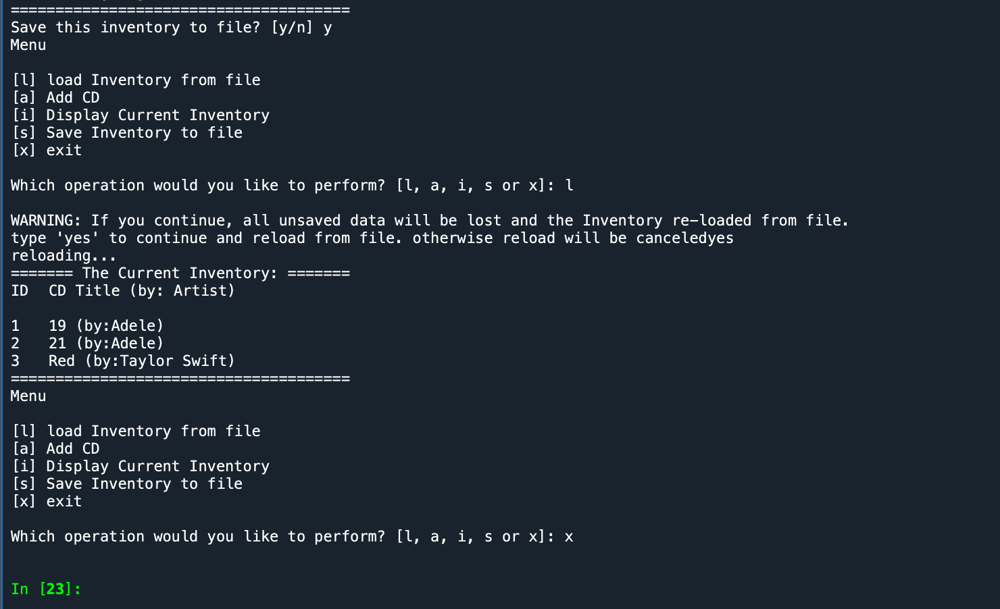 ======================================
Save this inventory to file? [y/n] y
Menu
[l] load Inventory from file
[a] Add CD
[i] Display Current Inventory
[s] Save Inventory to file
[x] exit
Which operation would you like to perform? [l, a, i, s or x]: l
WARNING: If you continue, all unsaved data will be lost and the Inventory re-loaded from file.
type 'yes' to continue and reload from file. otherwise reload will be canceledyes
reloading...
======= The Current Inventory: =======
ID	CD Title (by: Artist)
1	19 (by:Adele)
2	21 (by:Adele)
3	Red (by:Taylor Swift)
======================================
Menu
[l] load Inventory from file
[a] Add CD
[i] Display Current Inventory
[s] Save Inventory to file
[x] exit
Which operation would you like to perform? [l, a, i, s or x]: x
In [23]: